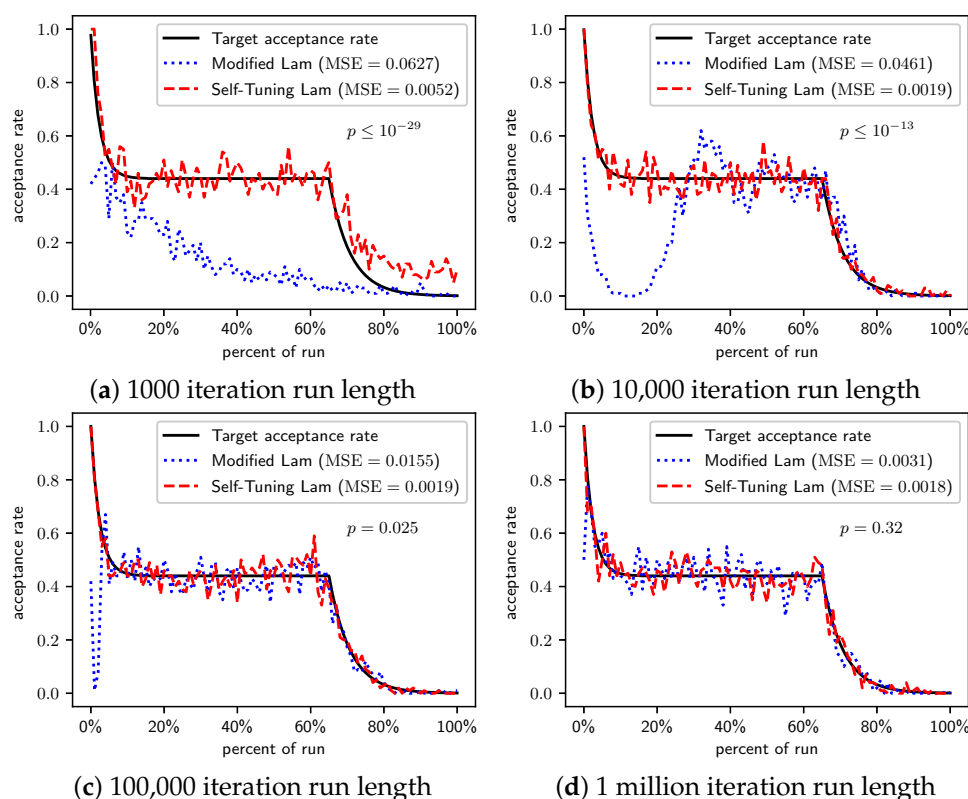 1.0
0.8
0.6
0.4
0.2
0.0
acceptance rate
Target acceptance rate
Modified Lam (MSE = 0.0627)
Self-Tuning Lam (MSE = 0.0052)
p ≤ 10⁻²⁹
0% 20% 40% 60% 80% 100%
percent of run
(a) 1000 iteration run length
1.0
0.8
0.6
0.4
0.2
0.0
acceptance rate
Target acceptance rate
Modified Lam (MSE = 0.0461)
Self-Tuning Lam (MSE = 0.0019)
p ≤ 10⁻¹³
0% 20% 40% 60% 80% 100%
percent of run
(b) 10,000 iteration run length
1.0
0.8
0.6
0.4
0.2
0.0
acceptance rate
Target acceptance rate
Modified Lam (MSE = 0.0155)
Self-Tuning Lam (MSE = 0.0019)
p = 0.025
0% 20% 40% 60% 80% 100%
percent of run
(c) 100,000 iteration run length
1.0
0.8
0.6
0.4
0.2
0.0
acceptance rate
Target acceptance rate
Modified Lam (MSE = 0.0031)
Self-Tuning Lam (MSE = 0.0018)
p = 0.32
0% 20% 40% 60% 80% 100%
percent of run
(d) 1 million iteration run length